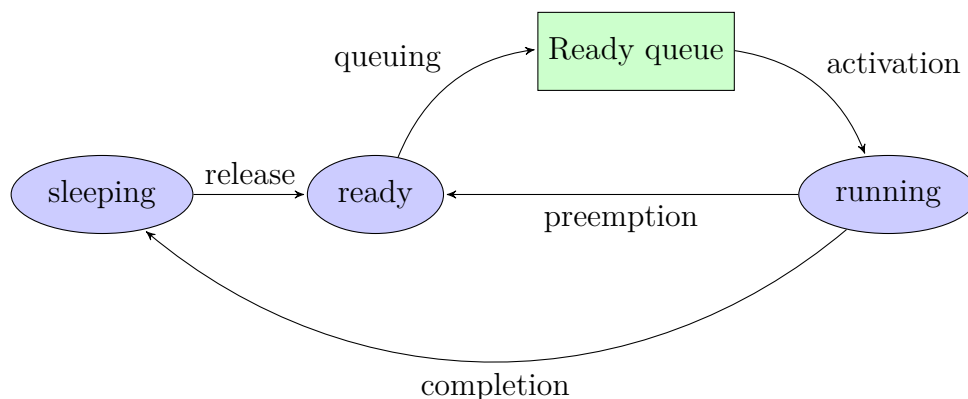 Ready queue
queuing
activation
sleeping
release
ready
preemption
running
completion